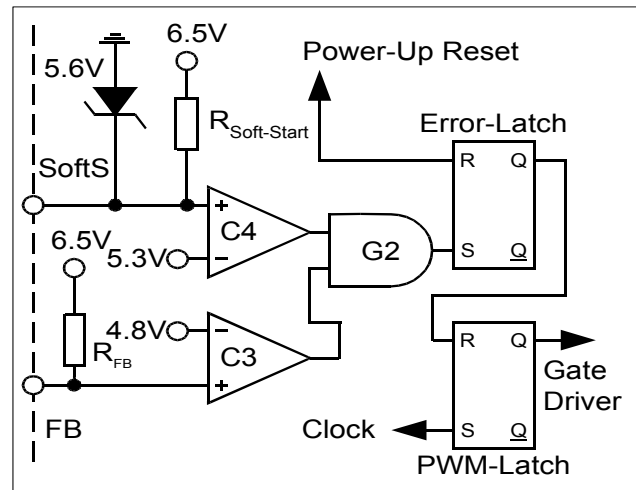 6.5V
Power-Up Reset
5.6V
R Soft-Start
Error-Latch
SoftS
R Q
C4
6.5V
5.3V
G2
S Q
4.8V
R FB
C3
R Q
Gate
Driver
FB
Clock
S Q
PWM-Latch
+
-
-
+